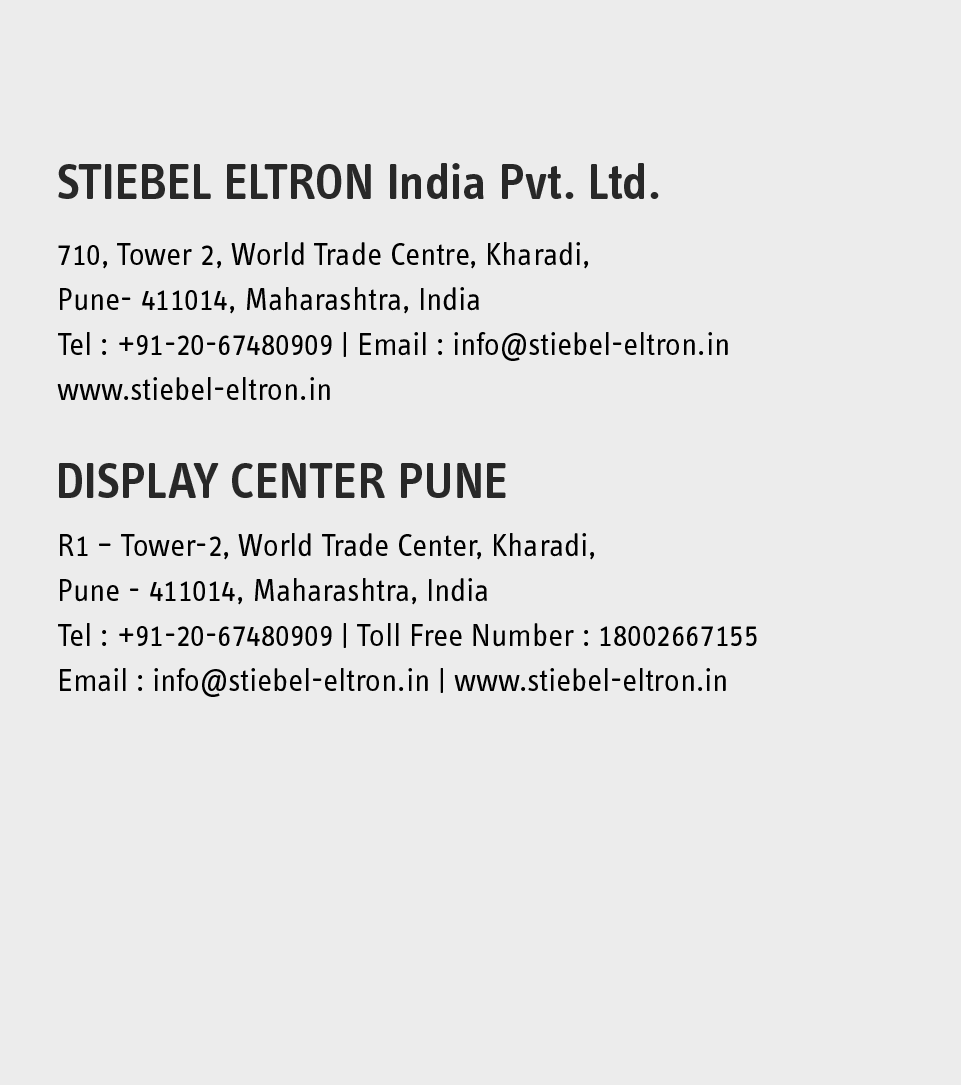 STIEBEL ELTRON India Pvt. Ltd.
710, Tower 2, World Trade Centre, Kharadi,
Pune- 411014, Maharashtra, India
Tel : +91-20-67480909 | Email : info@stiebel-eltron.in
www.stiebel-eltron.in
DISPLAY CENTER PUNE
R1 – Tower-2, World Trade Center, Kharadi,
Pune - 411014, Maharashtra, India
Tel : +91-20-67480909 | Toll Free Number : 18002667155
Email : info@stiebel-eltron.in | www.stiebel-eltron.in